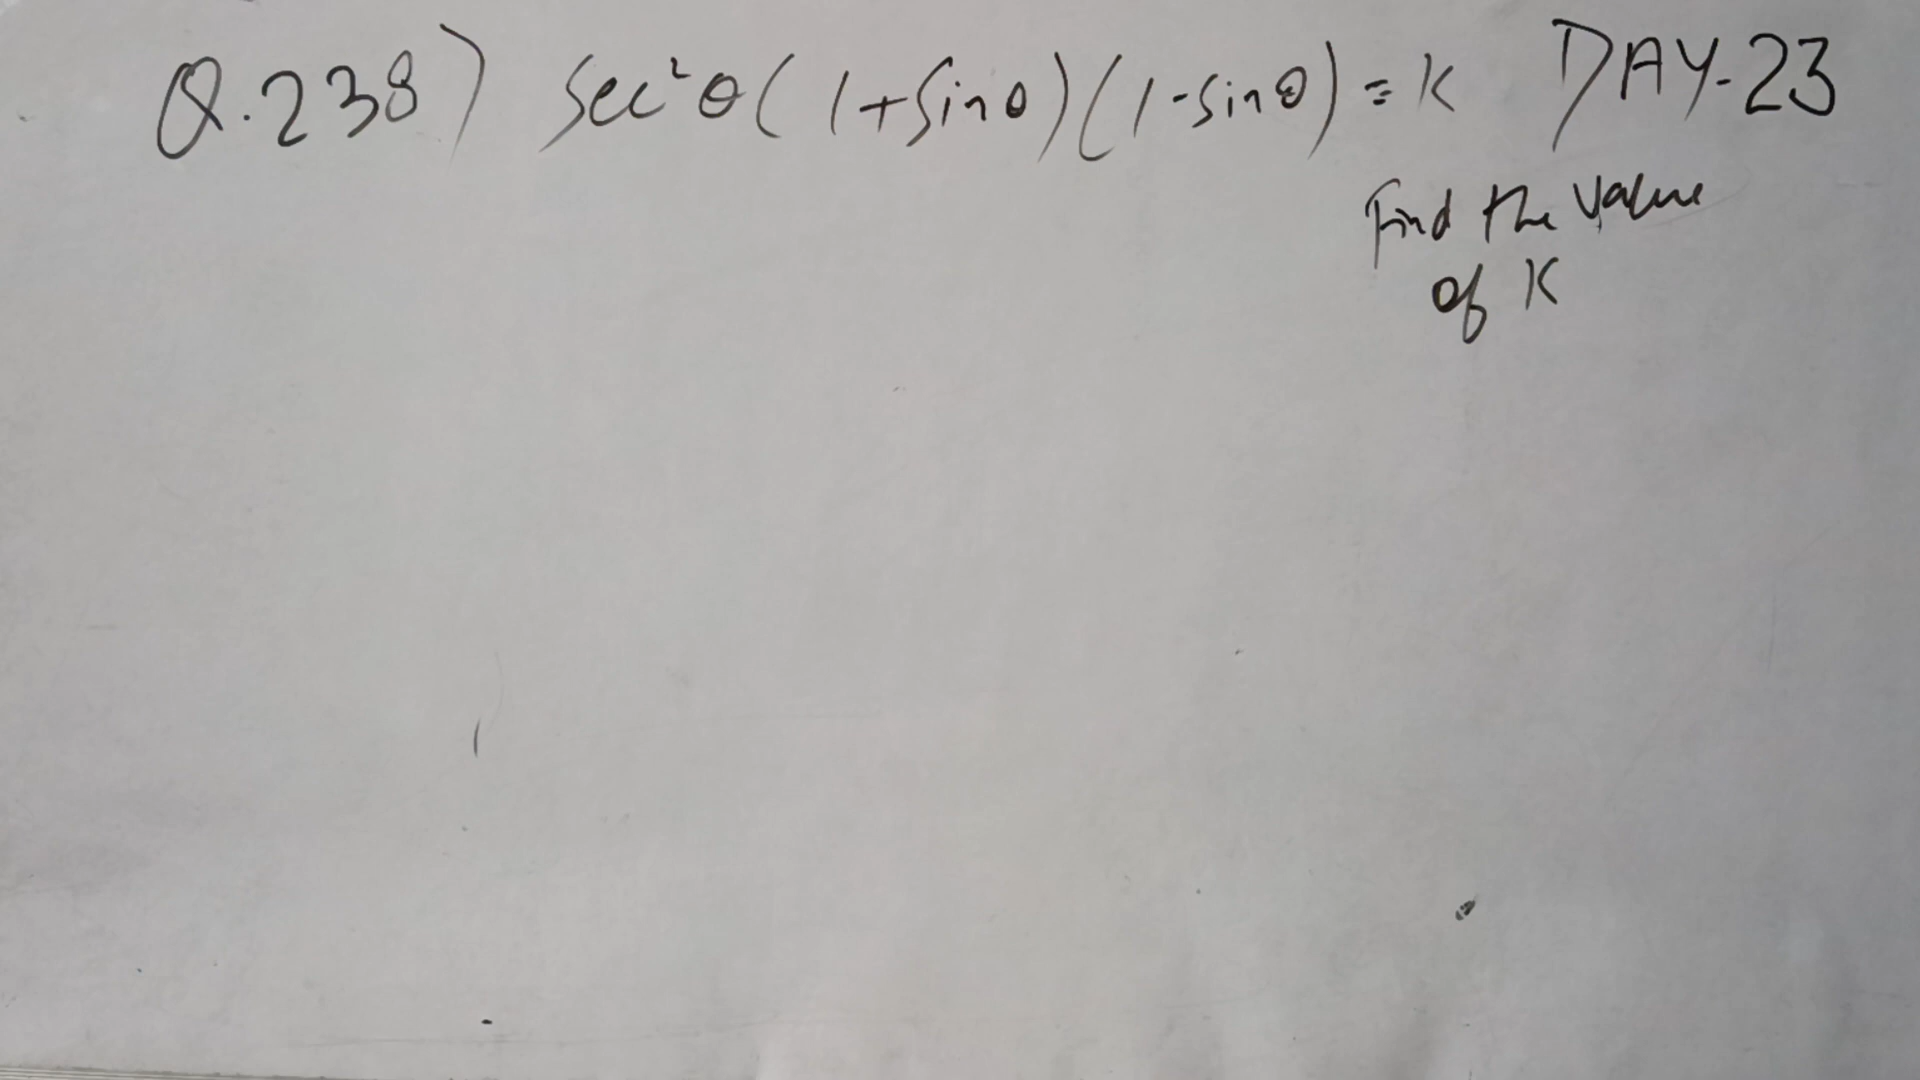 Q.238) sec²θ(1+sinθ)(1-sinθ)=K DAY-23
Find the value
of K